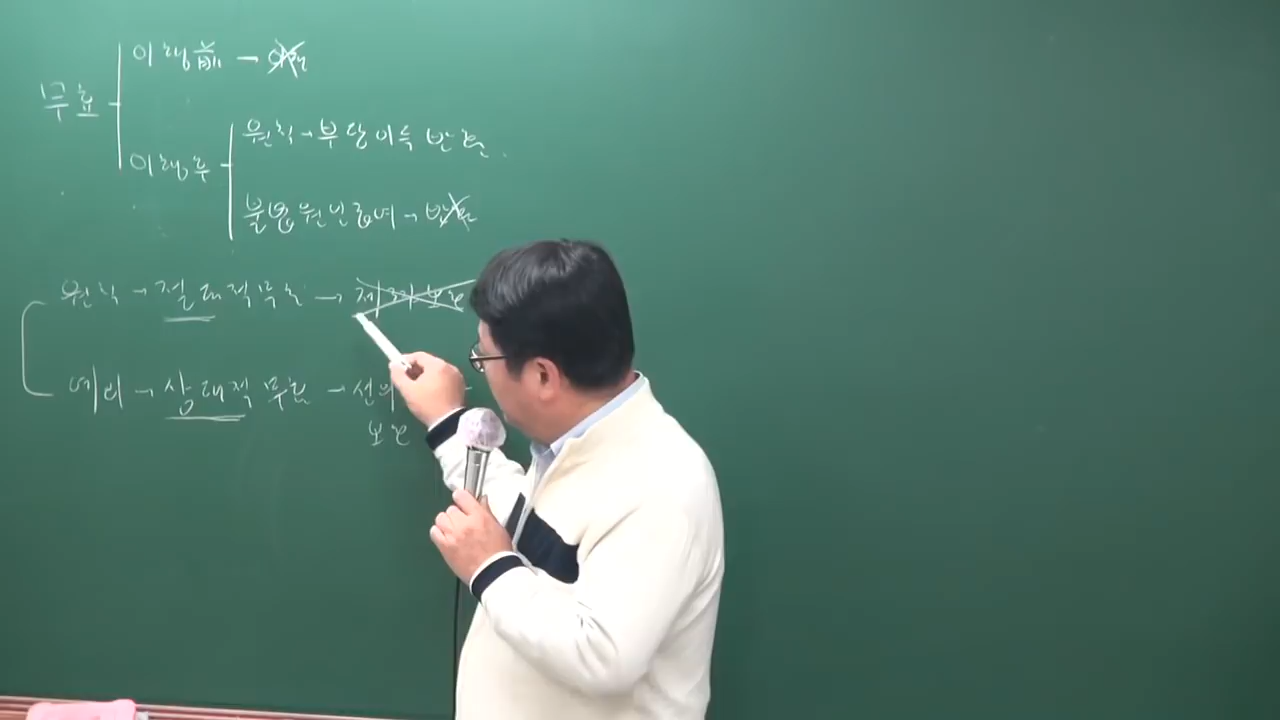 무효
이행前 → 이행
이행후
원칙 → 부당이득 반환
불법원인급여 → 반환
원칙 → 절대적 무효 → 제3자 보호
예외 → 상대적 무효 → 선의
보호